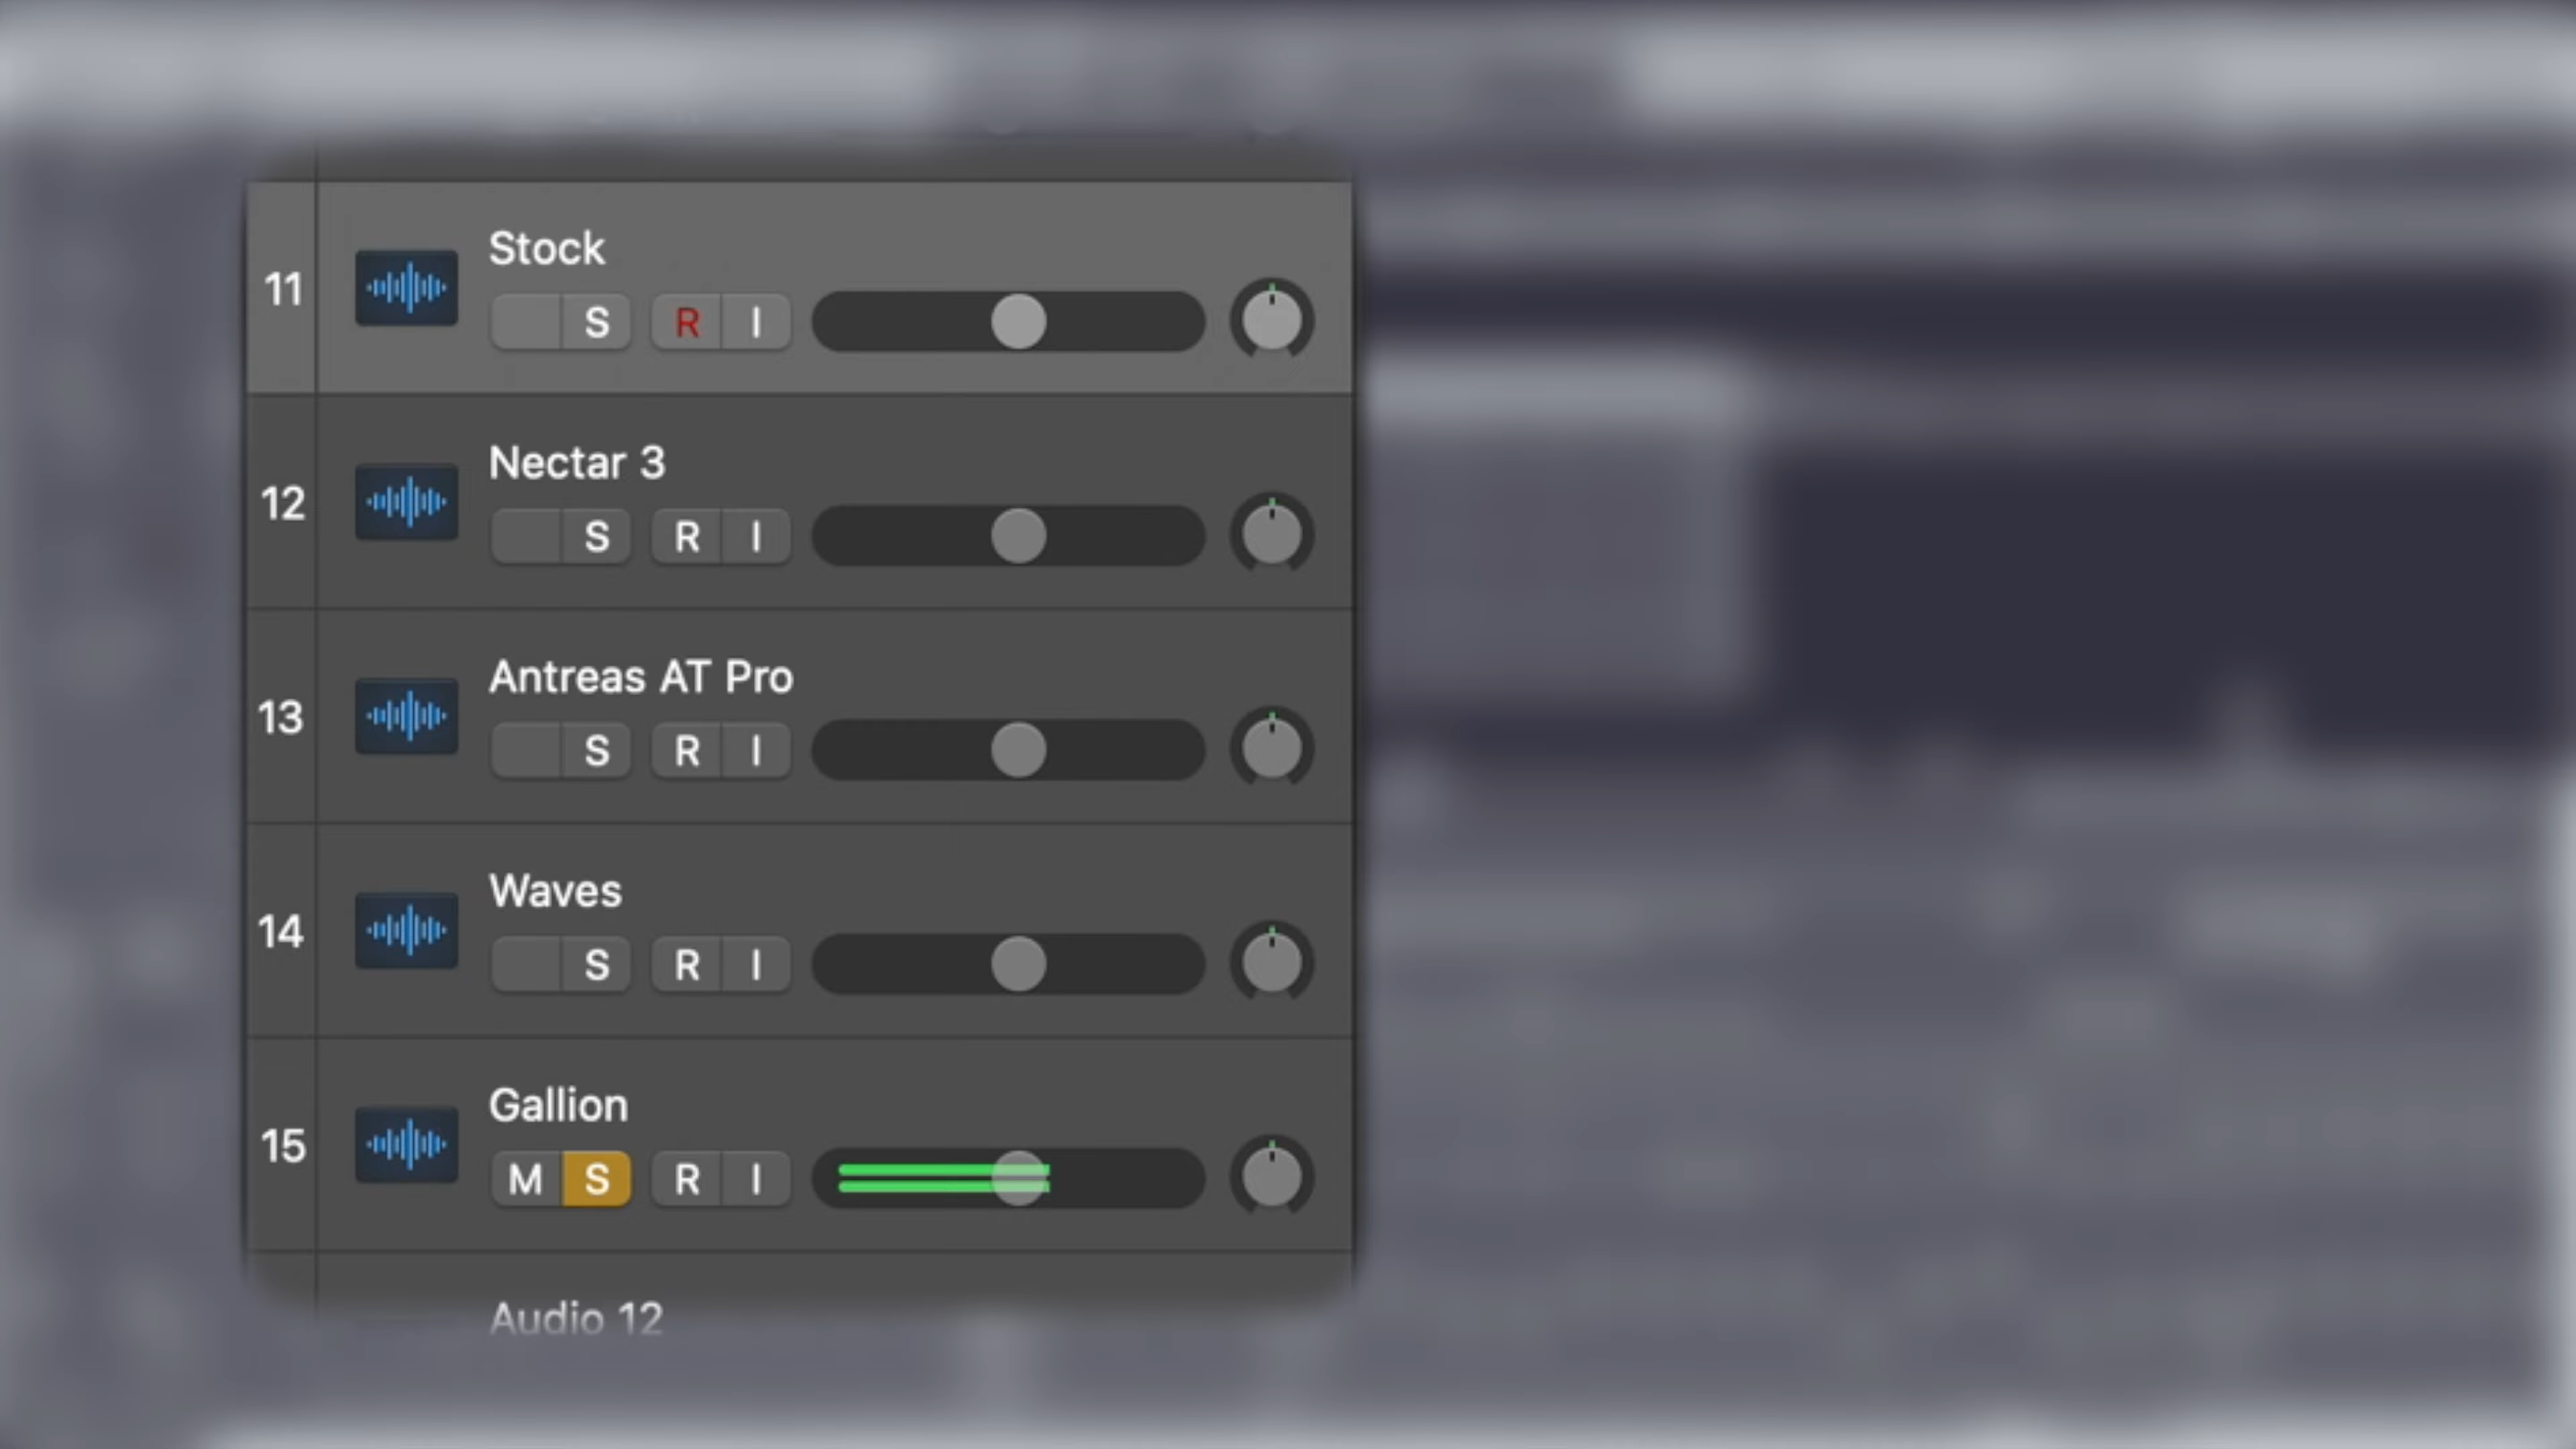 11
Stock
S R I
12
Nectar 3
S R I
13
Antreas AT Pro
S R I
14
Waves
S R I
15
Gallion
M S R I
Audio 12